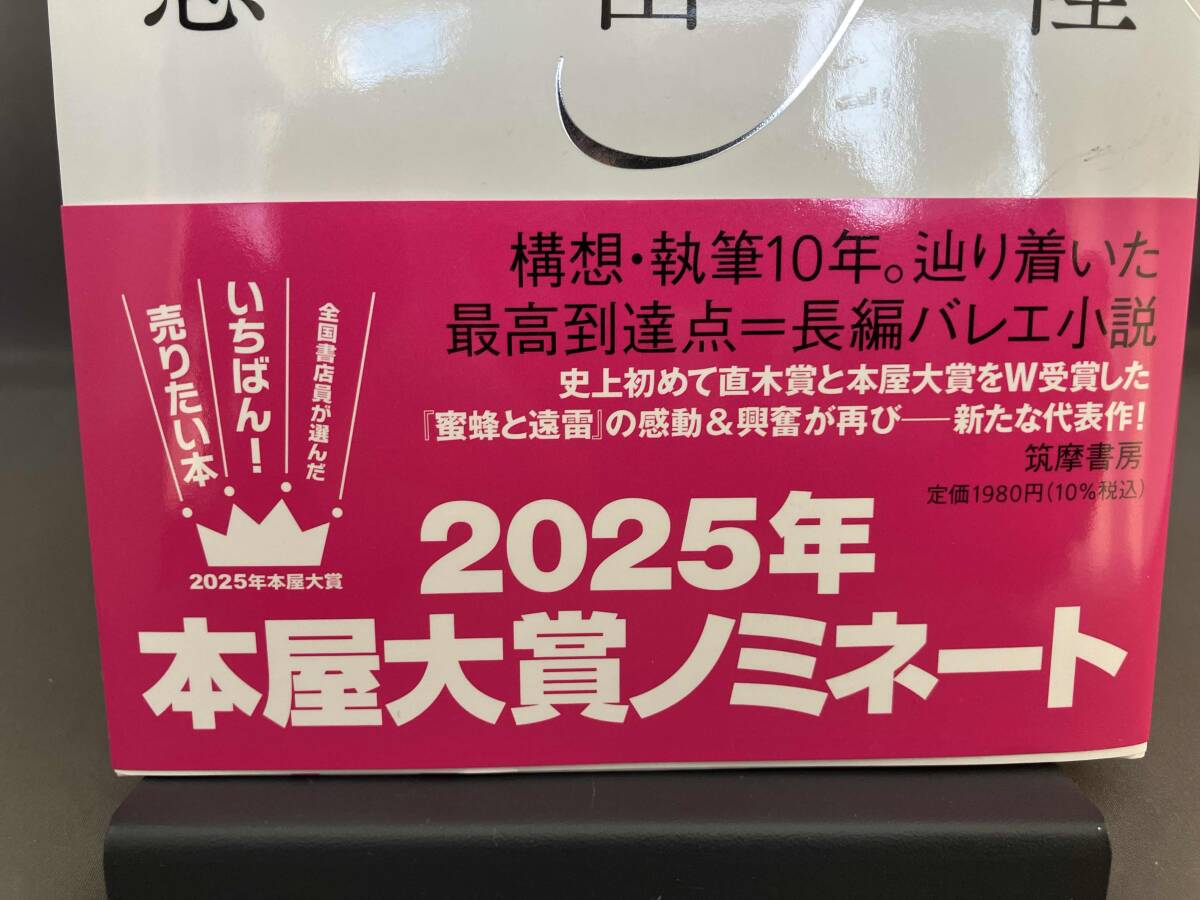 恩田陸
構想・執筆10年。辿り着いた
最高到達点＝長編バレエ小説
史上初めて直木賞と本屋大賞をW受賞した
『蜜蜂と遠雷』の感動＆興奮が再び──新たな代表作！
筑摩書房
定価1980円（10％税込）
全国書店員が選んだ
いちばん！
売りたい本
2025年本屋大賞
2025年
本屋大賞ノミネート